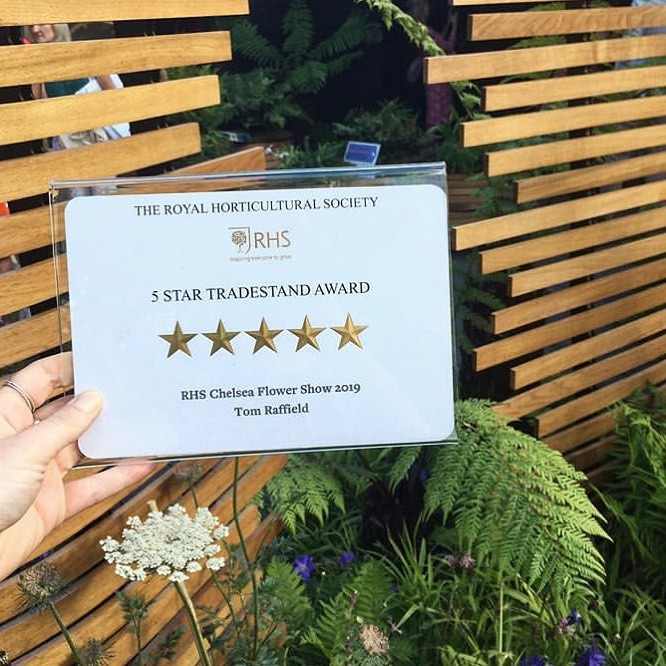 THE ROYAL HORTICULTURAL SOCIETY
RHS
Inspiring everyone to grow
5 STAR TRADESTAND AWARD
RHS Chelsea Flower Show 2019
Tom Raffield